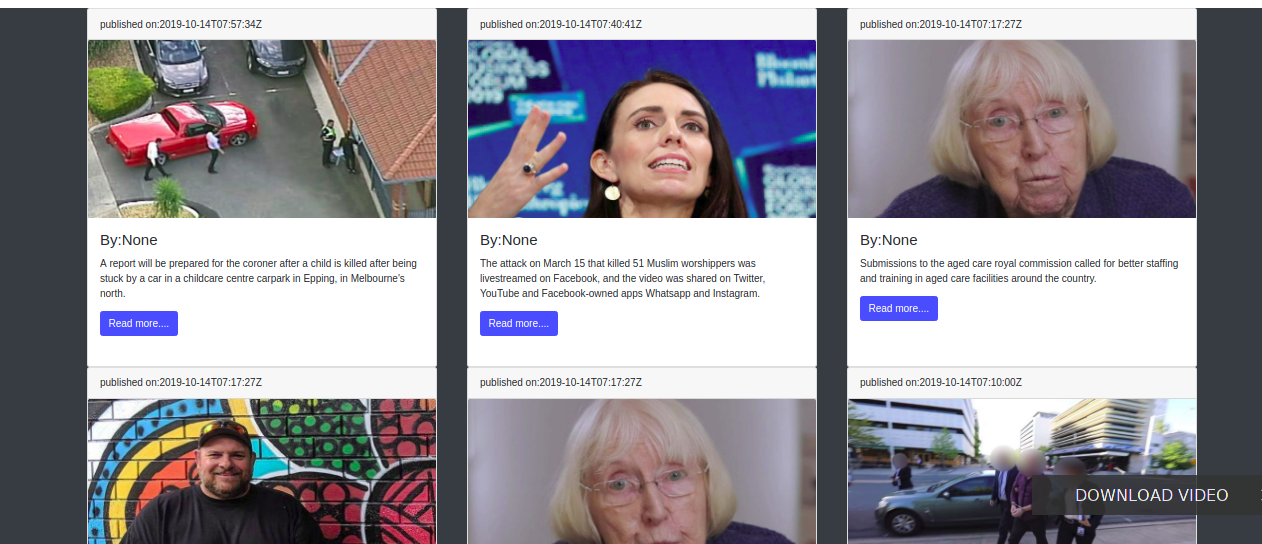 published on:2019-10-14T07:57:34Z
published on:2019-10-14T07:40:41Z
published on:2019-10-14T07:17:27Z
GLOBAL
BUSINESS
FORUM
2019
Bloomberg
By:None
A report will be prepared for the coroner after a child is killed after being
stuck by a car in a childcare centre carpark in Epping, in Melbourne's
north.
Read more....
By:None
The attack on March 15 that killed 51 Muslim worshippers was
livestreamed on Facebook, and the video was shared on Twitter,
YouTube and Facebook-owned apps Whatsapp and Instagram.
Read more....
By:None
Submissions to the aged care royal commission called for better staffing
and training in aged care facilities around the country.
Read more....
published on:2019-10-14T07:17:27Z
published on:2019-10-14T07:17:27Z
published on:2019-10-14T07:10:00Z
DOWNLOAD VIDEO